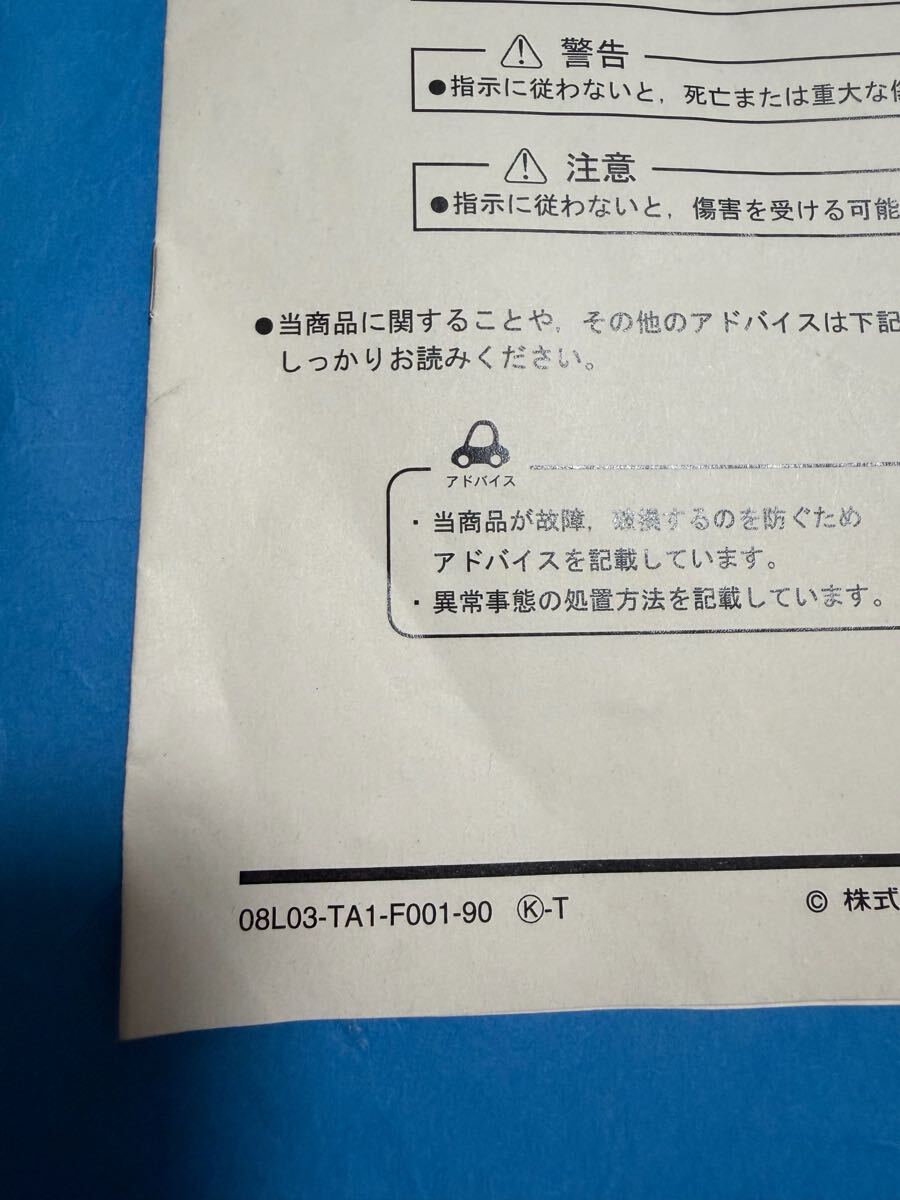 警告
●指示に従わないと，死亡または重大な
注意
●指示に従わないと，傷害を受ける可能
●当商品に関することや，その他のアドバイスは下記
しっかりお読みください。
アドバイス
・当商品が故障，破損するのを防ぐため
アドバイスを記載しています。
・異常事態の処置方法を記載しています。
08L03-TA1-F001-90 Ⓚ-T
© 株式